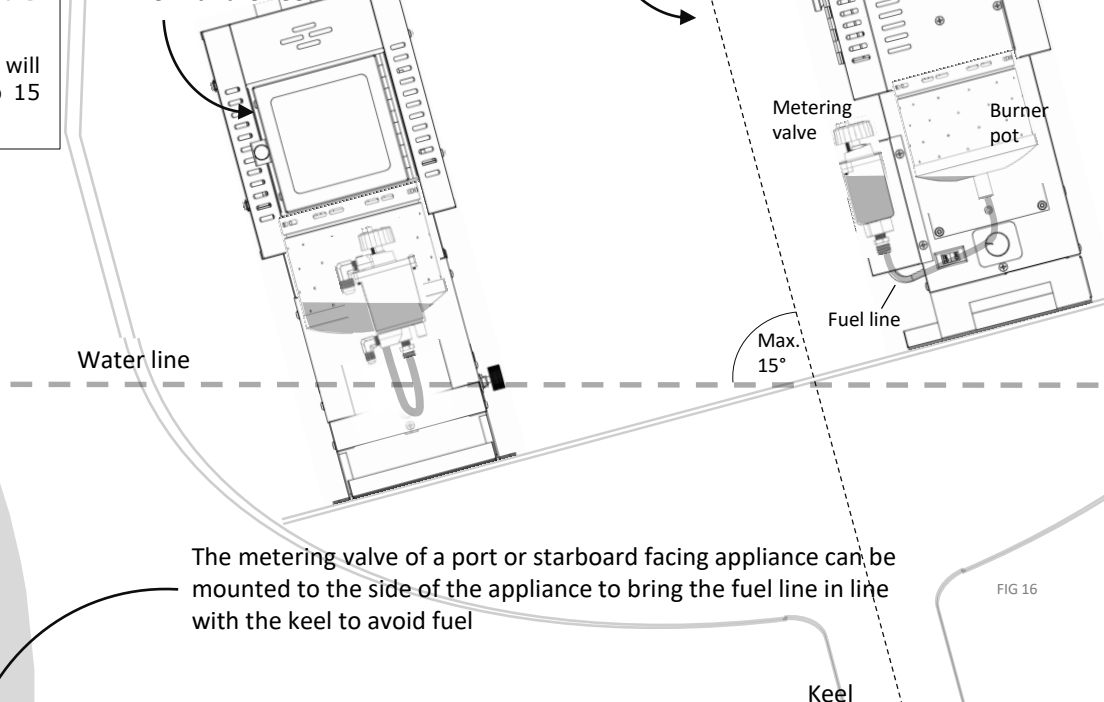 will
15
Metering
valve
Burner
pot
Fuel line
Max.
15°
Water line
The metering valve of a port or starboard facing appliance can be
mounted to the side of the appliance to bring the fuel line in line
with the keel to avoid fuel
FIG 16
Keel